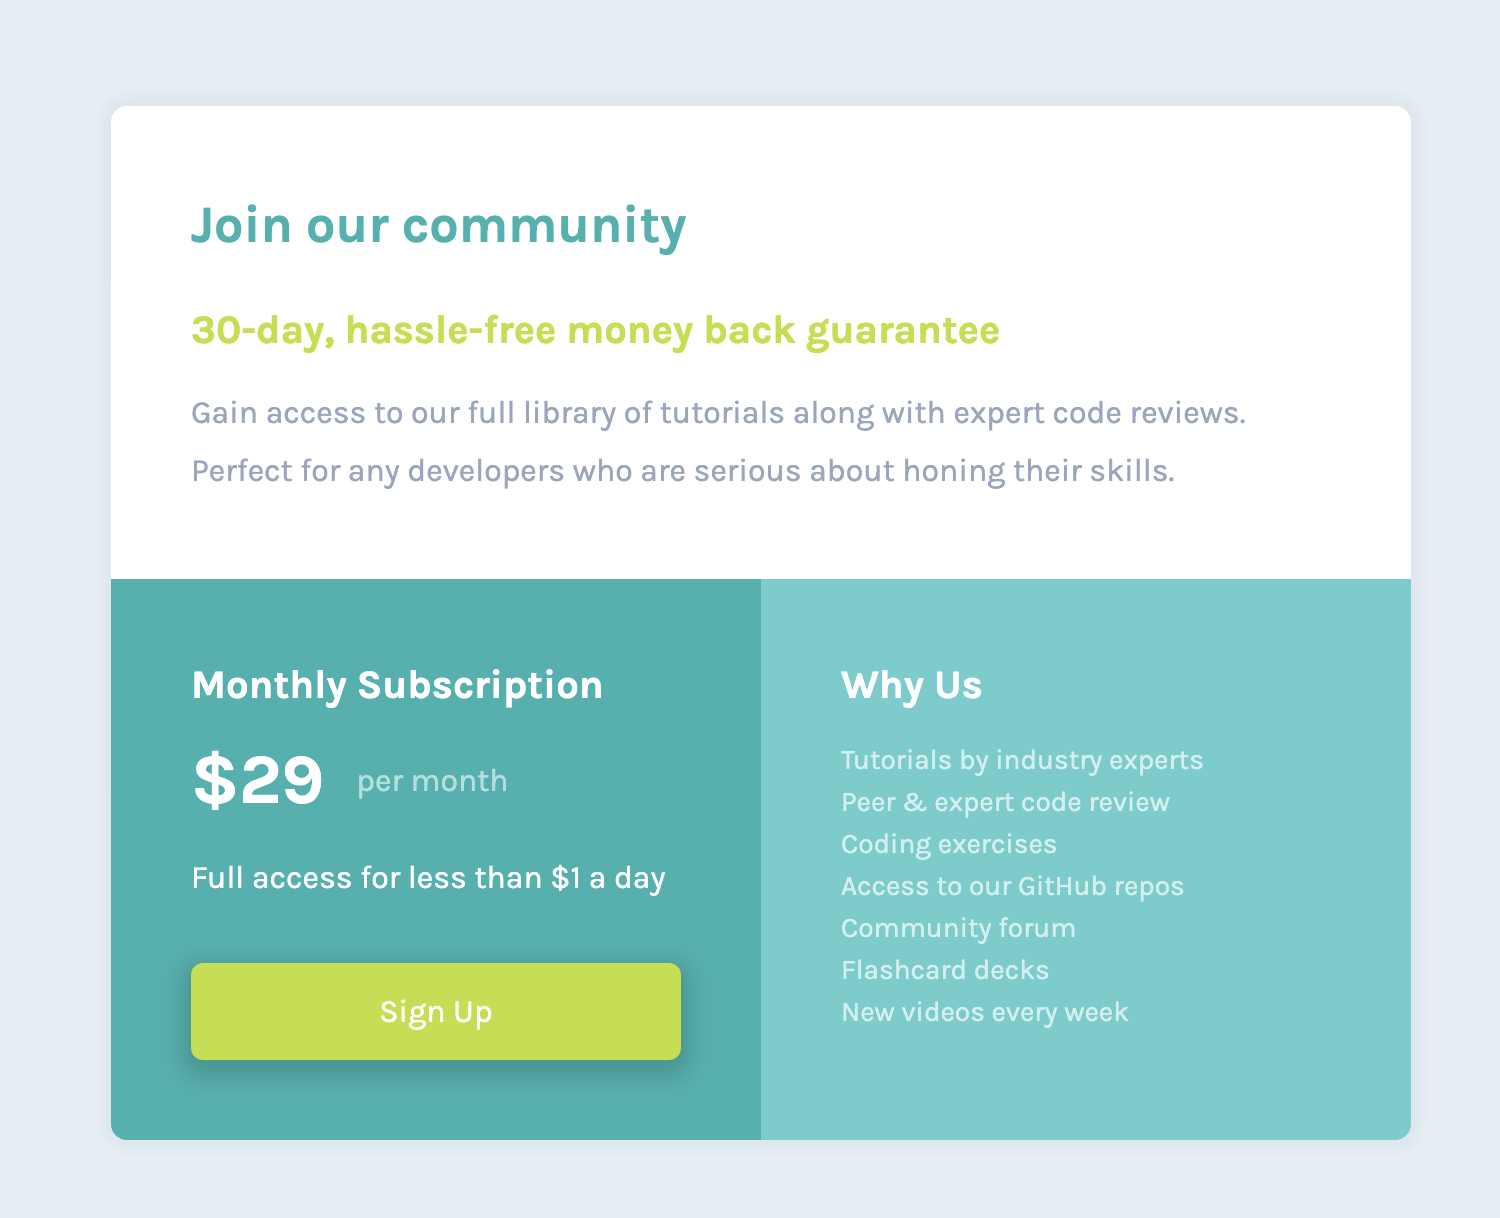 Join our community
30-day, hassle-free money back guarantee
Gain access to our full library of tutorials along with expert code reviews.
Perfect for any developers who are serious about honing their skills.
Monthly Subscription
$29 per month
Full access for less than $1 a day
Sign Up
Why Us
Tutorials by industry experts
Peer & expert code review
Coding exercises
Access to our GitHub repos
Community forum
Flashcard decks
New videos every week